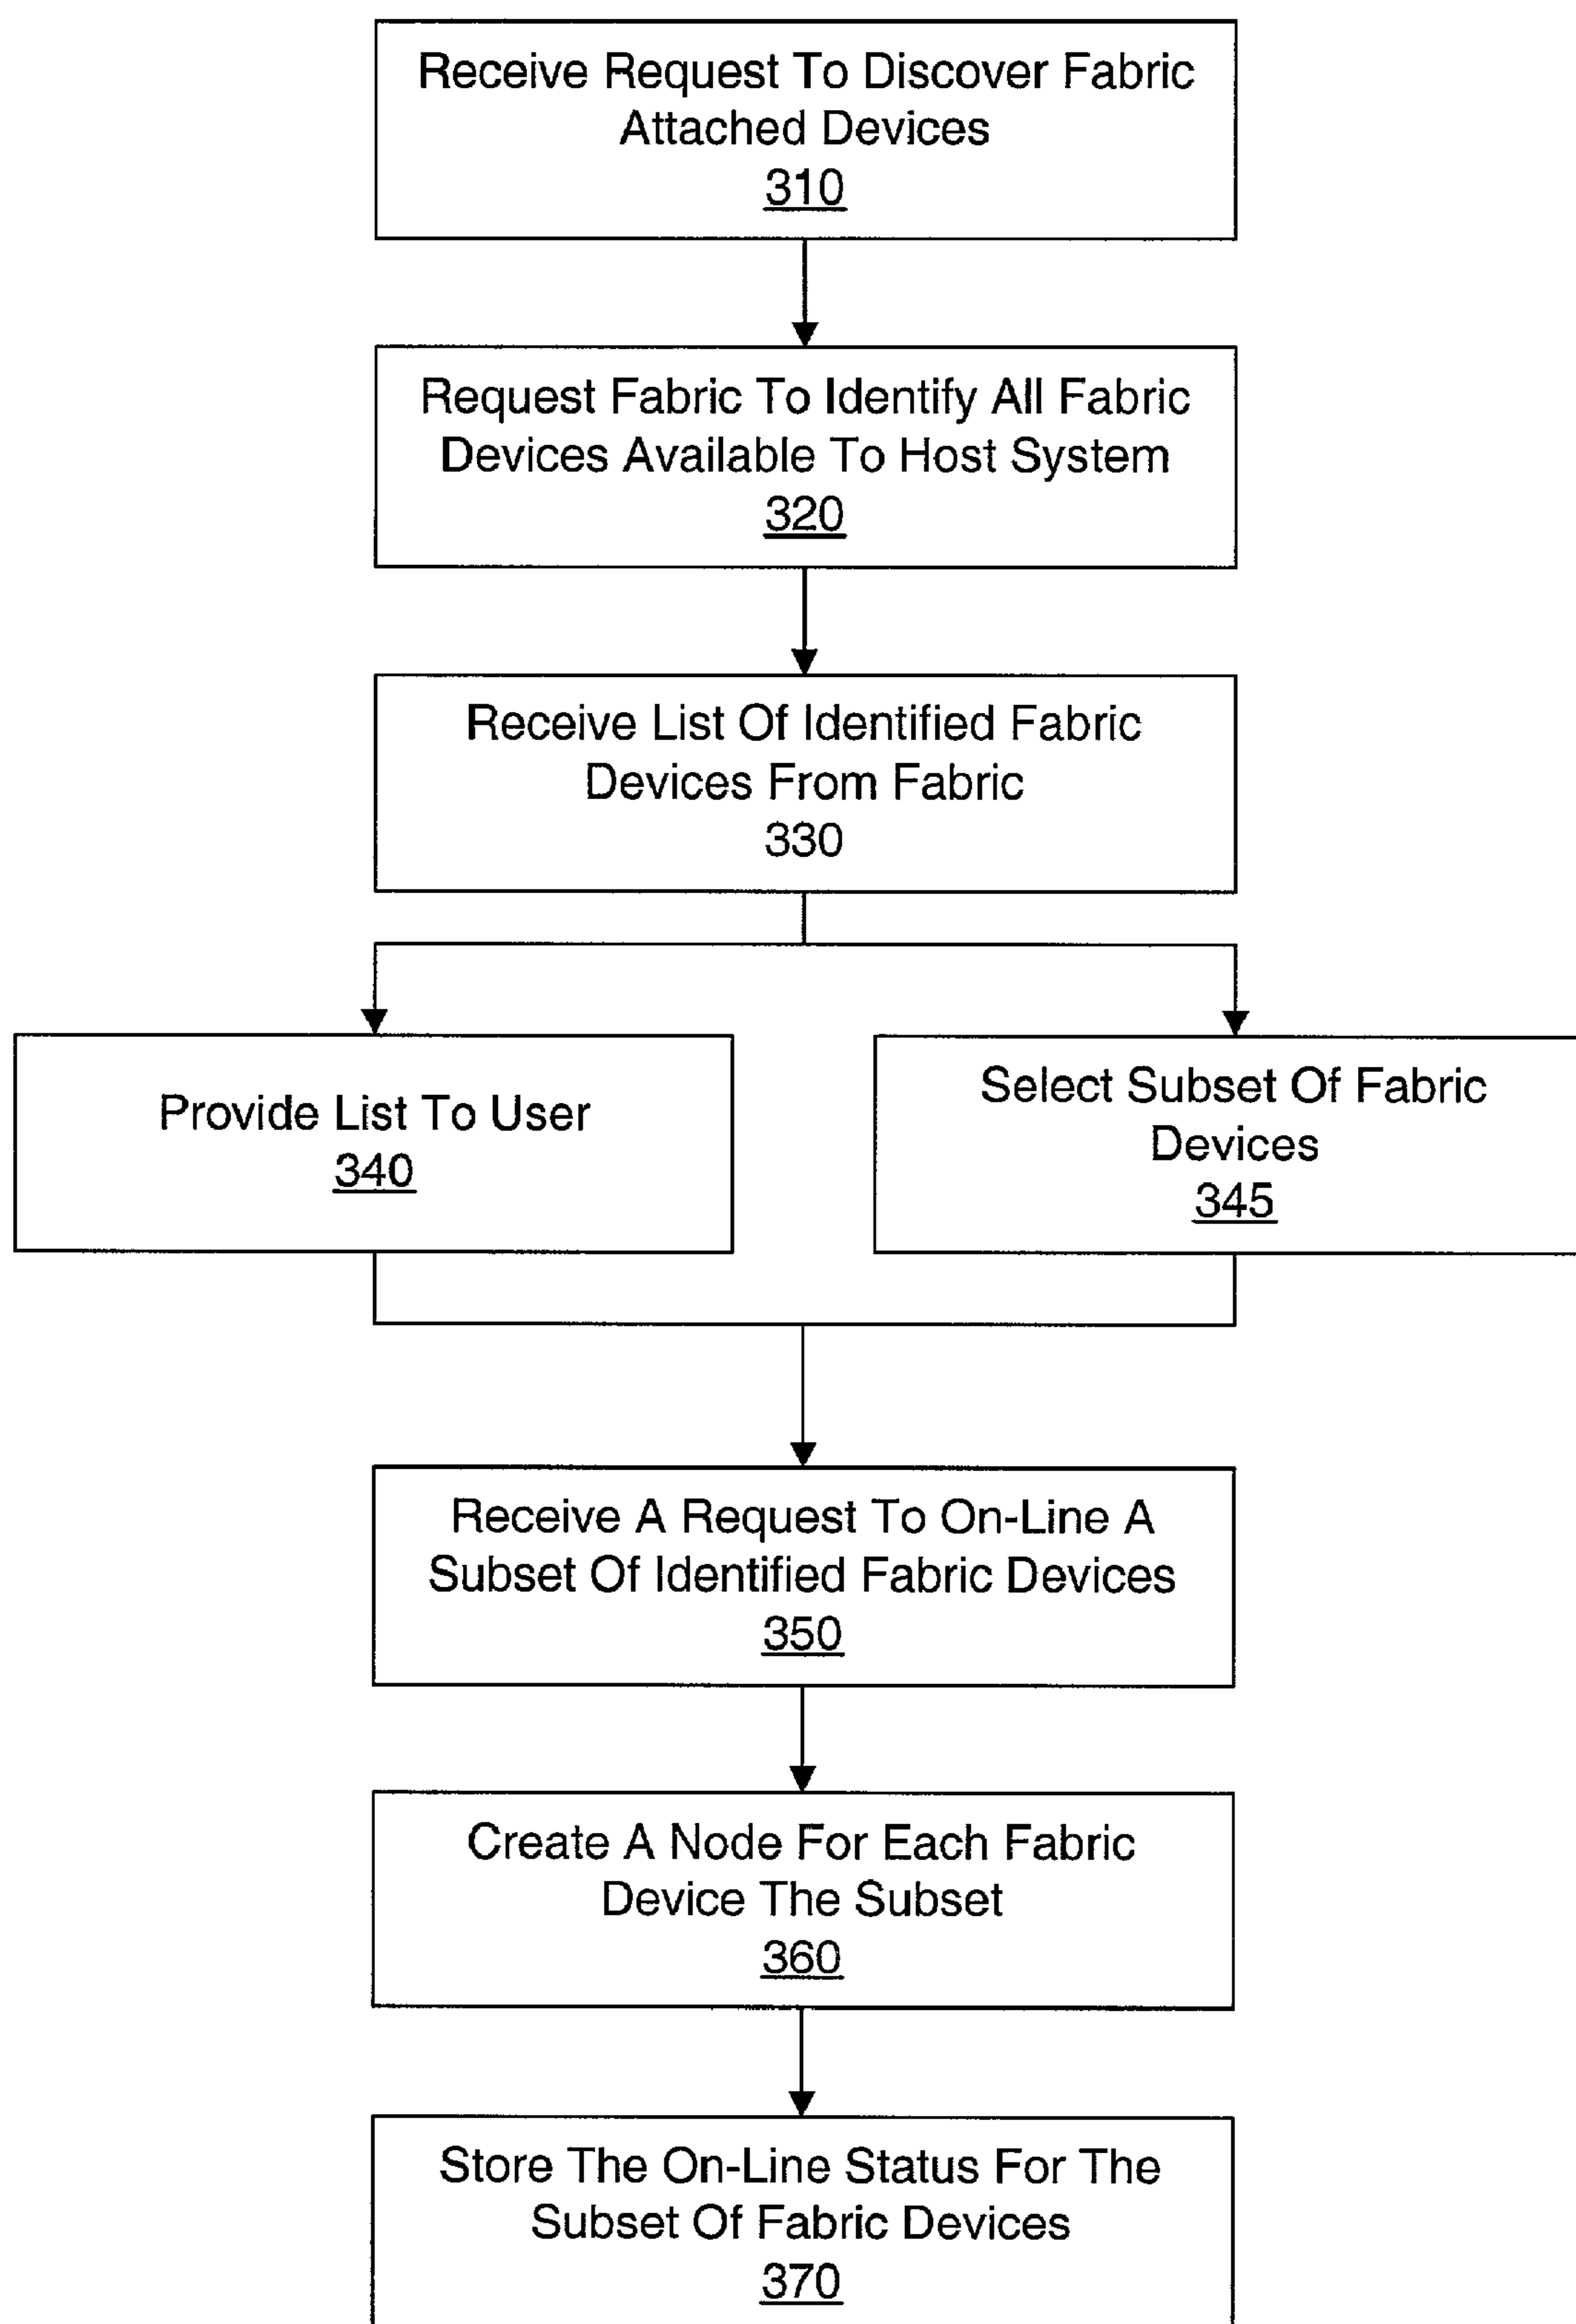 Receive Request To Discover Fabric
Attached Devices
310
Request Fabric To Identify All Fabric
Devices Available To Host System
320
Receive List Of Identified Fabric
Devices From Fabric
330
Provide List To User
340
Select Subset Of Fabric
Devices
345
Receive A Request To On-Line A
Subset Of Identified Fabric Devices
350
Create A Node For Each Fabric
Device The Subset
360
Store The On-Line Status For The
Subset Of Fabric Devices
370